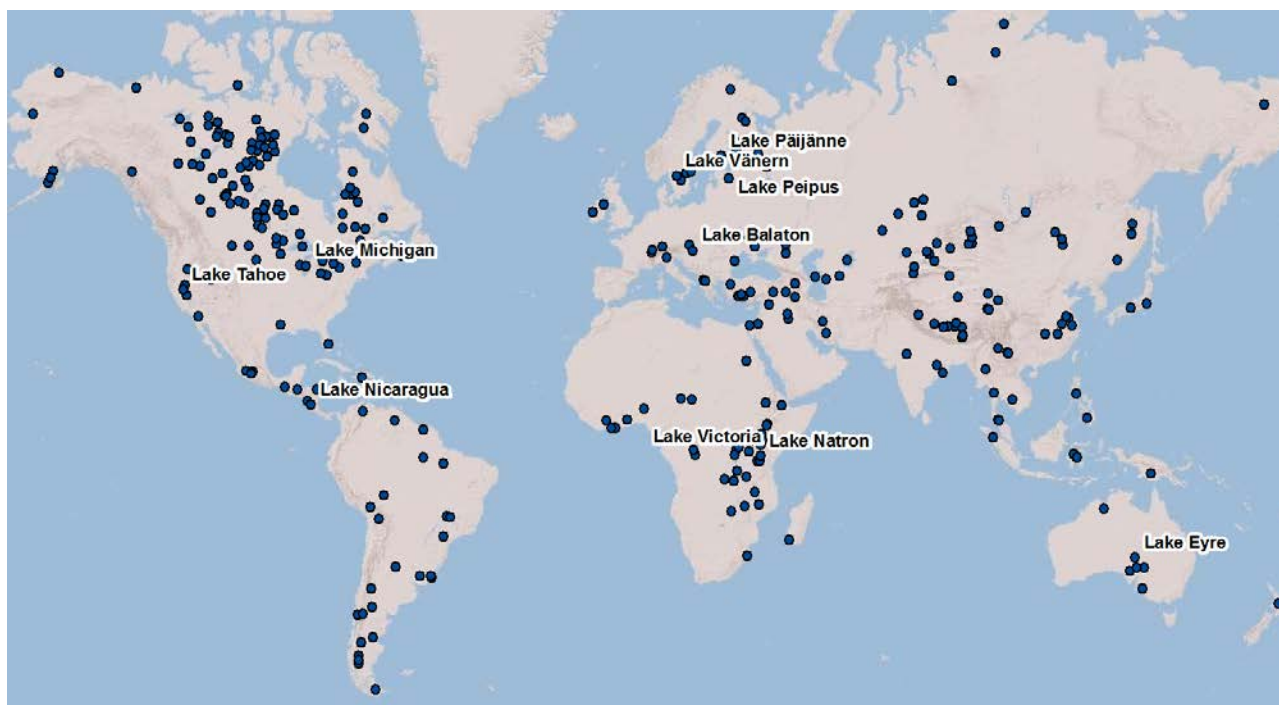 Lake Päijänne
Lake Vänern
Lake Peipus
Lake Balaton
Lake Michigan
Lake Tahoe
Lake Nicaragua
Lake Victoria
Lake Natron
Lake Eyre